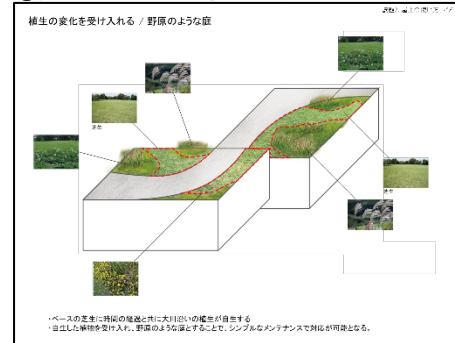 植生の変化を受け入れる / 野原のような庭
芝生
芝生
・ベースの芝生に時間の経過と共に大川沿いの植生が自生する
・自生した植物を受け入れ、野原のような庭とすることで、シンプルなメンテナンスで対応が可能となる。